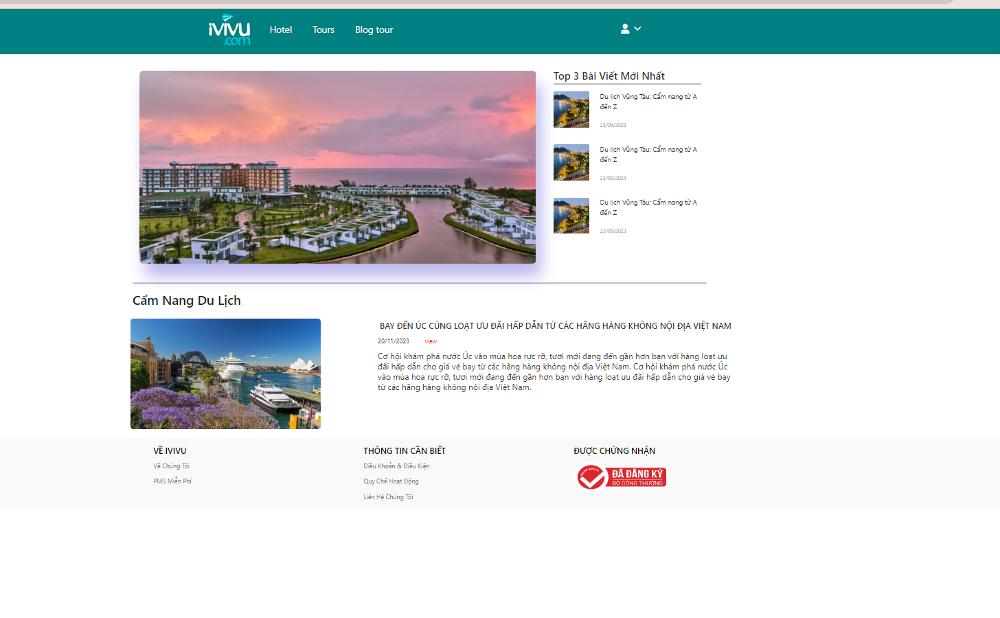 iVIVU
.com
Hotel
Tours
Blog tour
Top 3 Bài Viết Mới Nhất
Du lịch Vũng Tàu: Cẩm nang từ A
đến Z
23/09/2023
Du lịch Vũng Tàu: Cẩm nang từ A
đến Z
23/09/2023
Du lịch Vũng Tàu: Cẩm nang từ A
đến Z
23/09/2023
Cẩm Nang Du Lịch
BAY ĐẾN ÚC CÙNG LOẠT ƯU ĐÃI HẤP DẪN TỪ CÁC HÃNG HÀNG KHÔNG NỘI ĐỊA VIỆT NAM
20/11/2023 view
Cơ hội khám phá nước Úc vào mùa hoa rực rỡ, tươi mới đang đến gần hơn bạn với hàng loạt ưu
đãi hấp dẫn cho giá vé bay từ các hãng hàng không nội địa Việt Nam. Cơ hội khám phá nước Úc
vào mùa hoa rực rỡ, tươi mới đang đến gần hơn bạn với hàng loạt ưu đãi hấp dẫn cho giá vé bay
từ các hãng hàng không nội địa Việt Nam.
VỀ IVIVU
Về Chúng Tôi
PMS Miễn Phí
THÔNG TIN CẦN BIẾT
Điều Khoản & Điều Kiện
Quy Chế Hoạt Động
Liên Hệ Chúng Tôi
ĐƯỢC CHỨNG NHẬN
ĐÃ ĐĂNG KÝ
BỘ CÔNG THƯƠNG